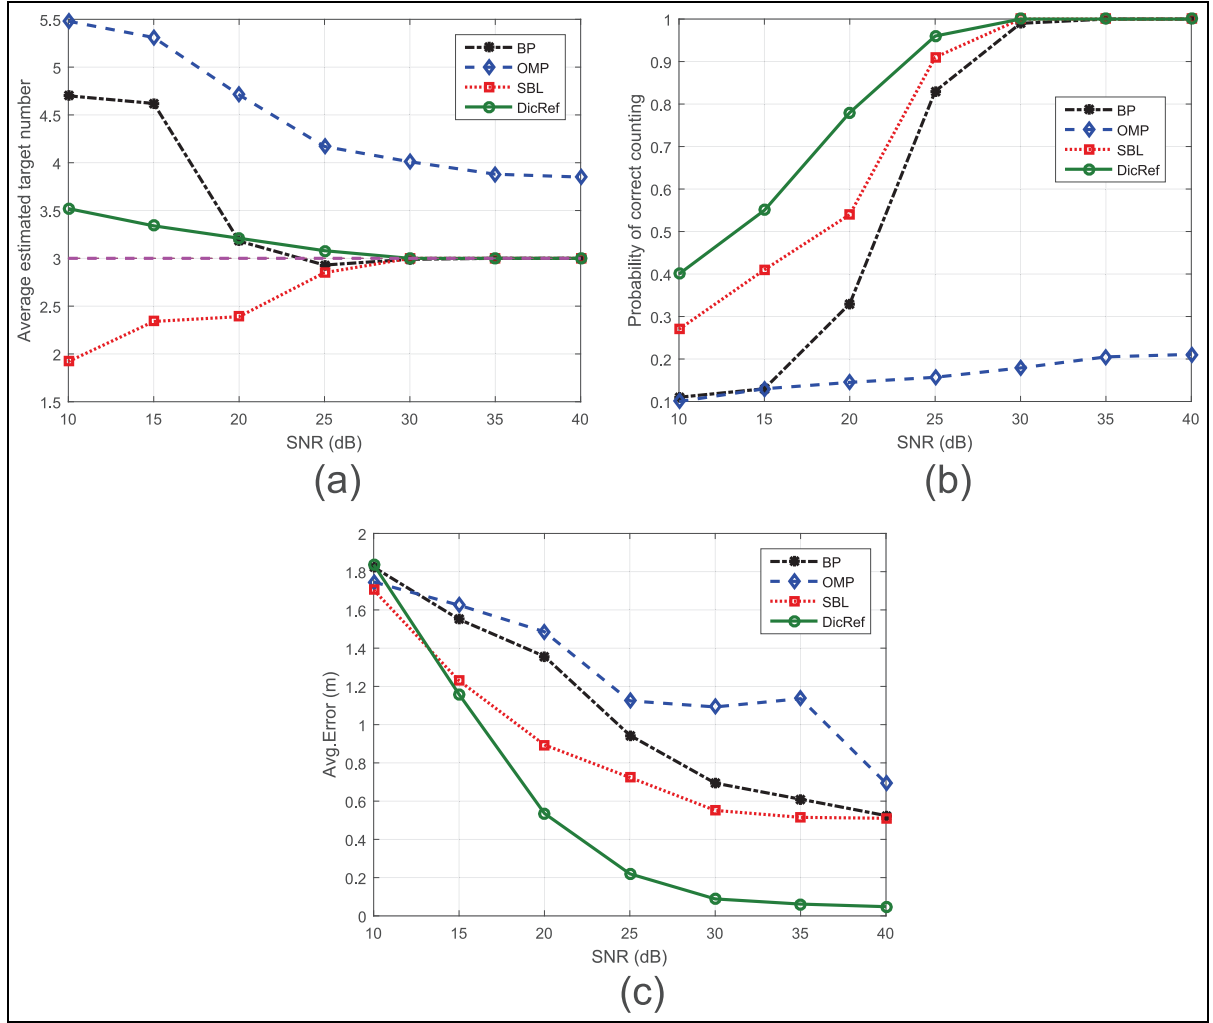 5.5
5
4.5
4
3.5
3
2.5
2
1.5
Average estimated target number
10 15 20 25 30 35 40
SNR (dB)
BP
OMP
SBL
DicRef
(a)
1
0.9
0.8
0.7
0.6
0.5
0.4
0.3
0.2
0.1
Probability of correct counting
10 15 20 25 30 35 40
SNR (dB)
BP
OMP
SBL
DicRef
(b)
2
1.8
1.6
1.4
1.2
1
0.8
0.6
0.4
0.2
0
Avg.Error (m)
10 15 20 25 30 35 40
SNR (dB)
BP
OMP
SBL
DicRef
(c)